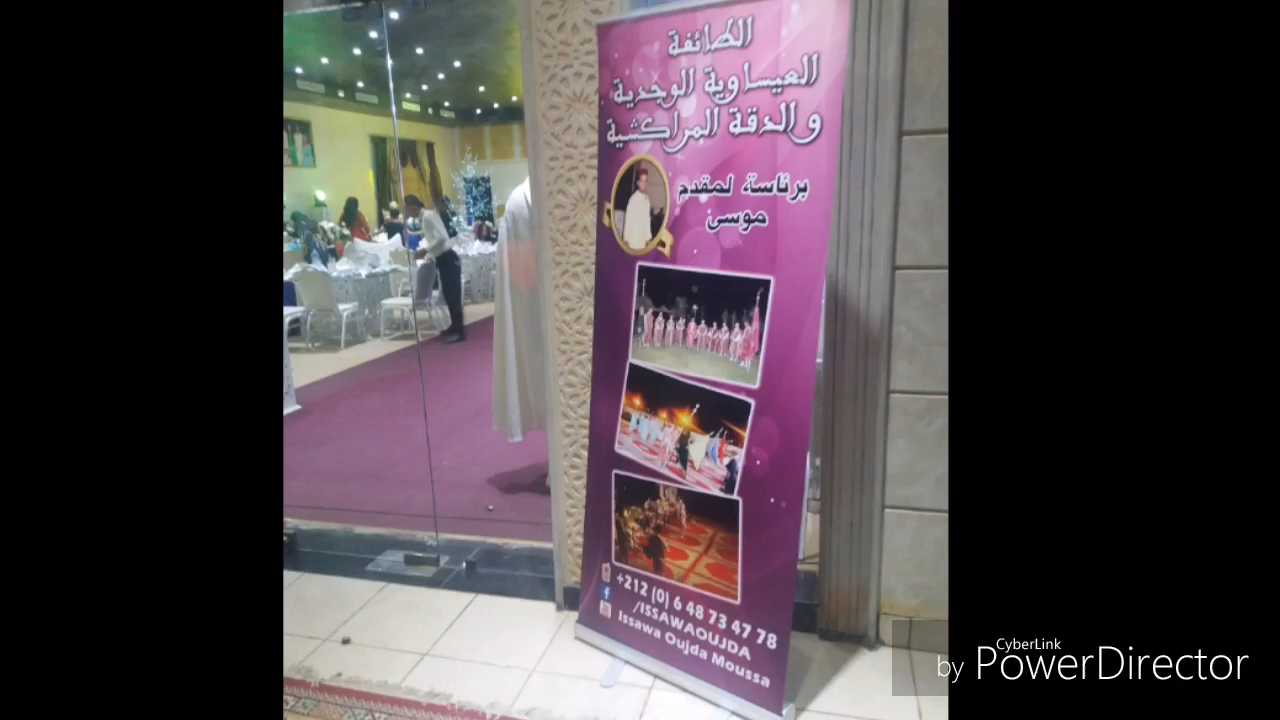 الطائفة
العيساوية الوجدية
والدقة المراكشية
برئاسة لمقدم
موسى
+212 (0) 6 48 73 47 78
/ISSAWAOUJDA
Issawa Oujda Moussa
CyberLink
by PowerDirector